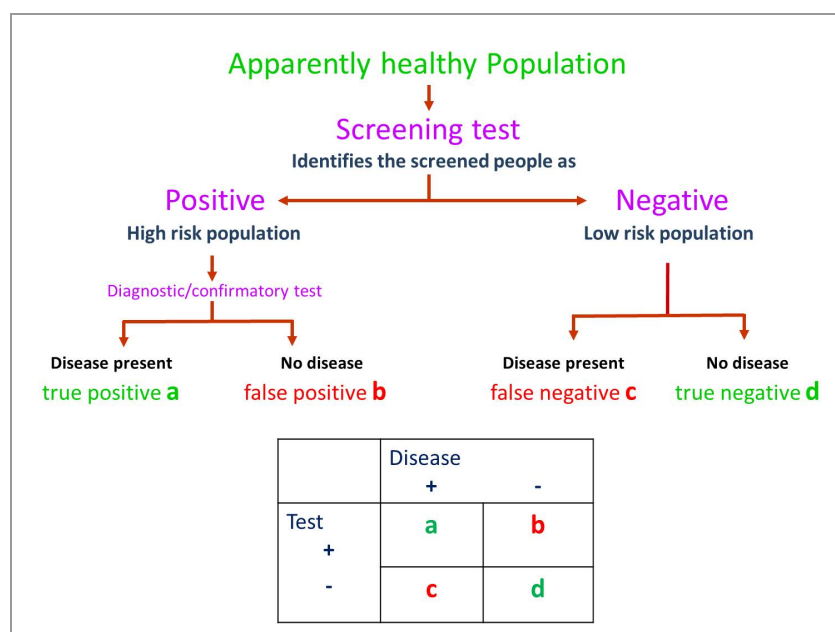 Apparently healthy Population
Screening test
Identifies the screened people as
Positive
Negative
High risk population
Low risk population
Diagnostic/confirmatory test
Disease present
No disease
Disease present
No disease
true positive a
false positive b
false negative c
true negative d
Disease
+ -
Test
+
-
a b
c d